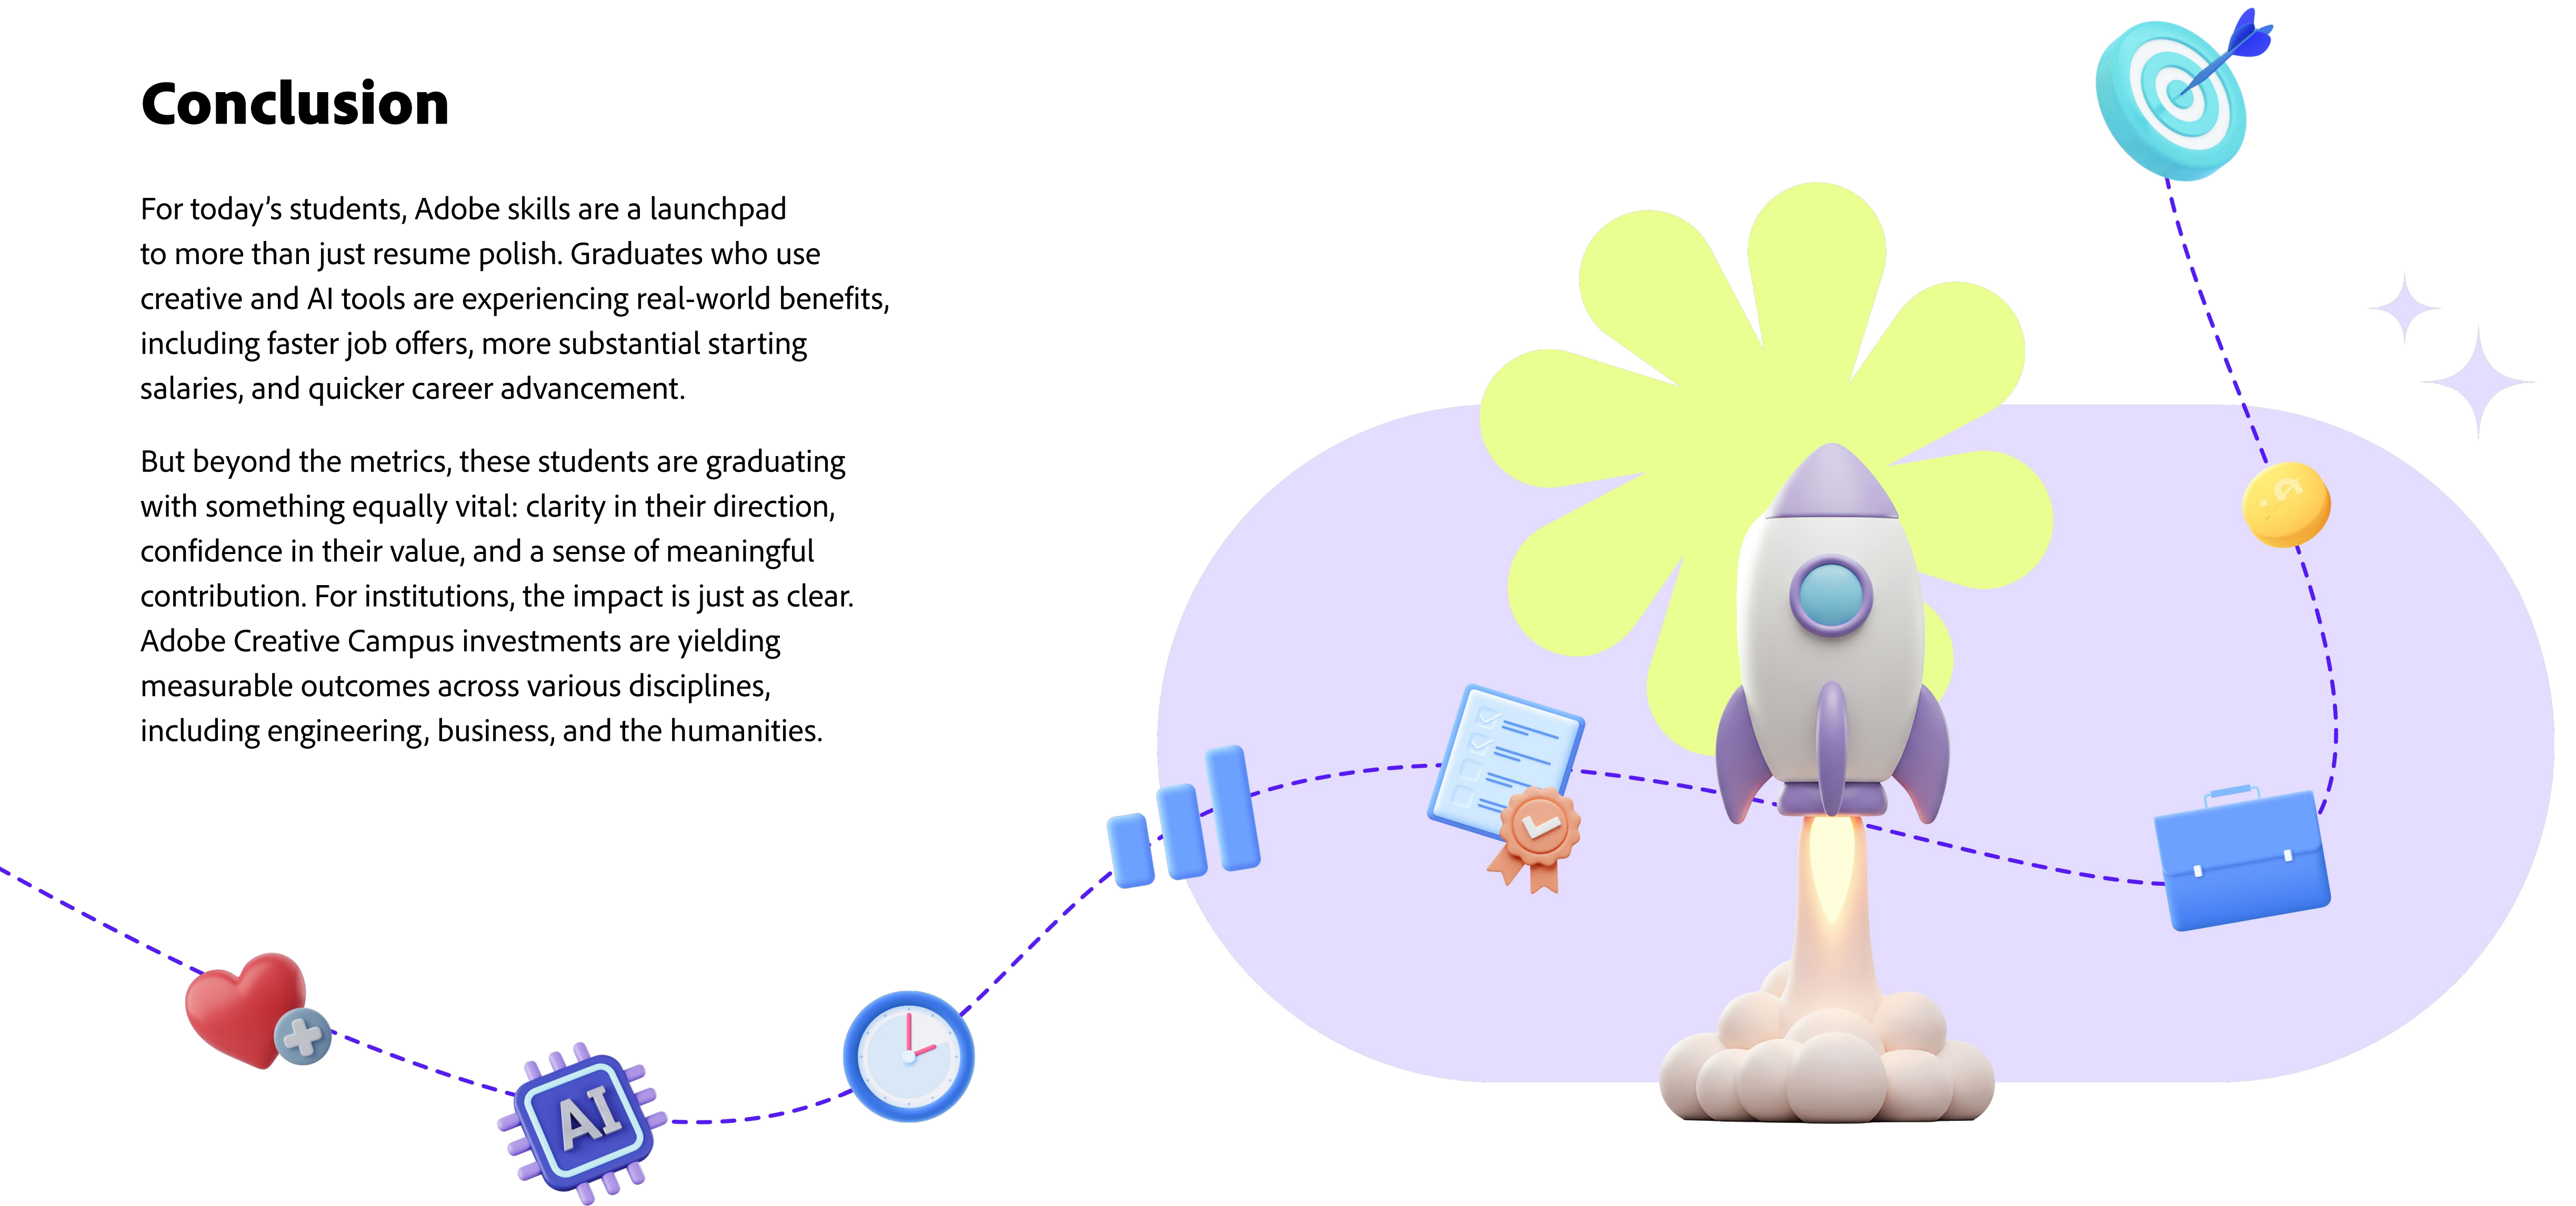 Conclusion
For today’s students, Adobe skills are a launchpad
to more than just resume polish. Graduates who use
creative and AI tools are experiencing real-world benefits,
including faster job offers, more substantial starting
salaries, and quicker career advancement.
But beyond the metrics, these students are graduating
with something equally vital: clarity in their direction,
confidence in their value, and a sense of meaningful
contribution. For institutions, the impact is just as clear.
Adobe Creative Campus investments are yielding
measurable outcomes across various disciplines,
including engineering, business, and the humanities.
AI
$